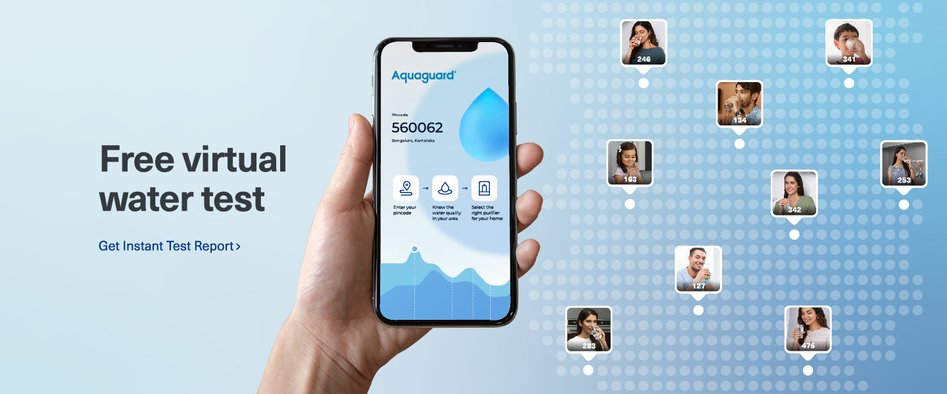 Free virtual
water test
Get Instant Test Report >
Aquaguard®
Pincode
560062
Bengaluru, Karnataka
Enter your
pincode
Know the
water quality
in your area
Select the
right purifier
for your home
246
341
134
163
253
342
127
253
475